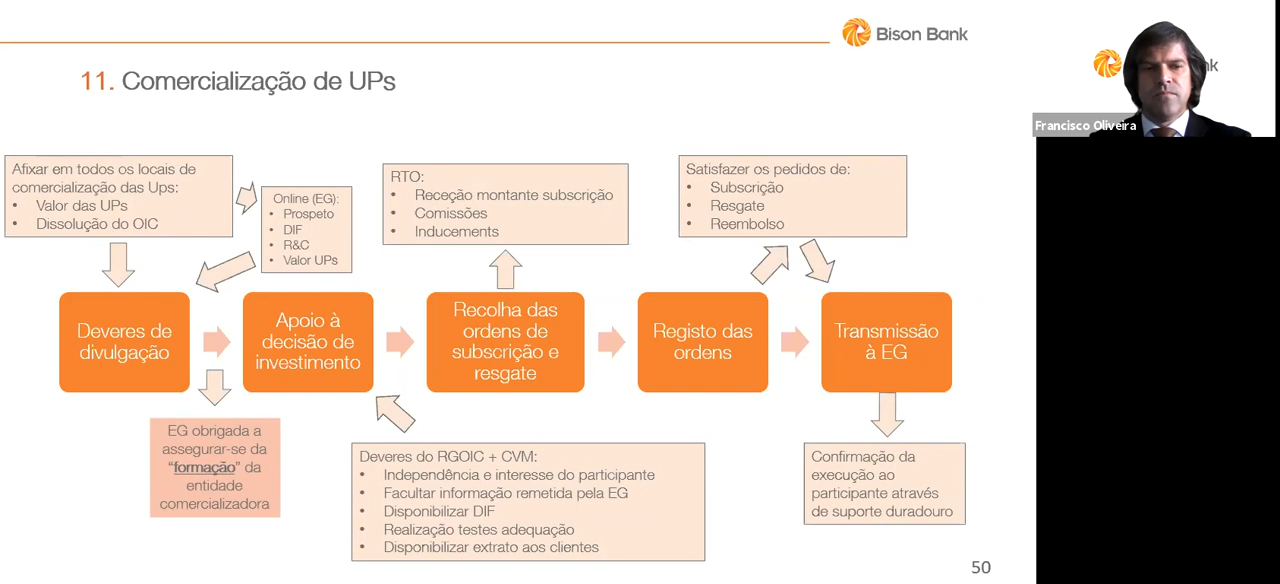 Bison Bank
nk
Francisco Oliveira
11. Comercialização de UPs
Afixar em todos os locais de
comercialização das Ups:
• Valor das UPs
• Dissolução do OIC
Online (EG):
• Prospeto
• DIF
• R&C
• Valor UPs
RTO:
• Receção montante subscrição
• Comissões
• Inducements
Satisfazer os pedidos de:
• Subscrição
• Resgate
• Reembolso
Deveres de
divulgação
Apoio à
decisão de
investimento
Recolha das
ordens de
subscrição e
resgate
Registo das
ordens
Transmissão
à EG
EG obrigada a
assegurar-se da
“formação” da
entidade
comercializadora
Deveres do RGOIC + CVM:
• Independência e interesse do participante
• Facultar informação remetida pela EG
• Disponibilizar DIF
• Realização testes adequação
• Disponibilizar extrato aos clientes
Confirmação da
execução ao
participante através
de suporte duradouro
50